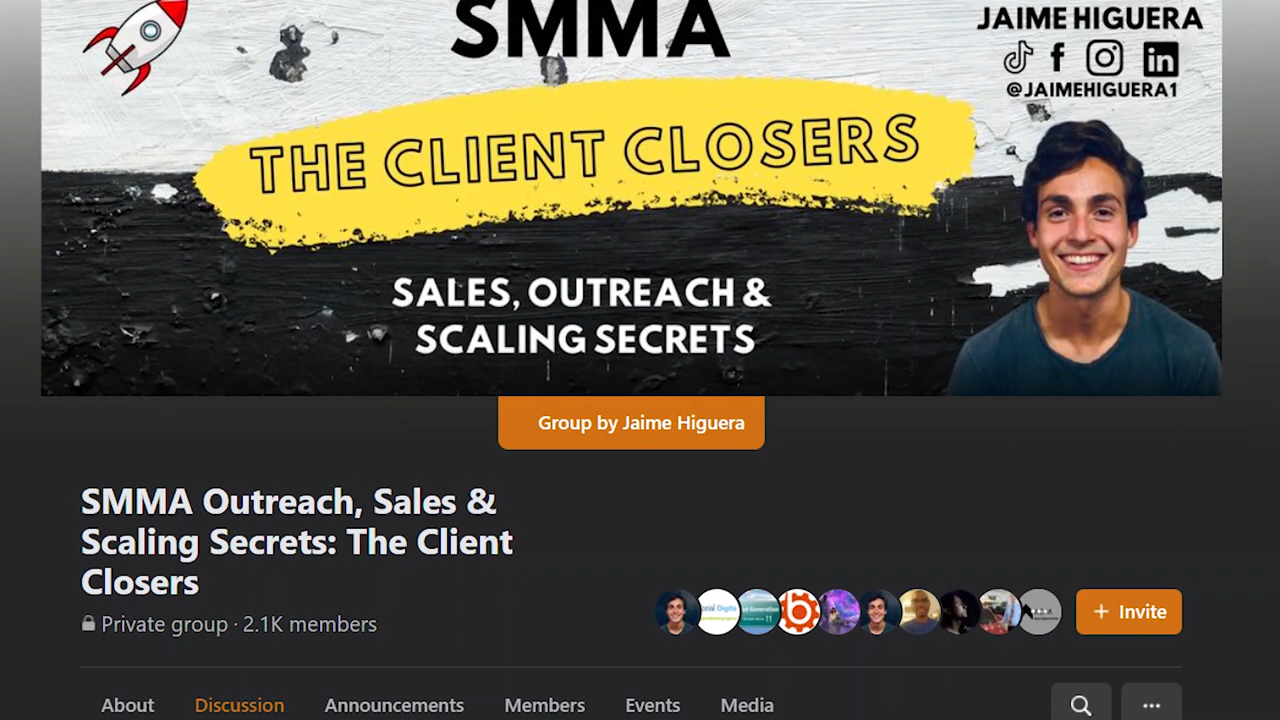 SMMA
JAIME HIGUERA
@JAIMEHIGUERA1
THE CLIENT CLOSERS
SALES, OUTREACH &
SCALING SECRETS
Group by Jaime Higuera
SMMA Outreach, Sales &
Scaling Secrets: The Client
Closers
Private group · 2.1K members
+ Invite
About Discussion Announcements Members Events Media